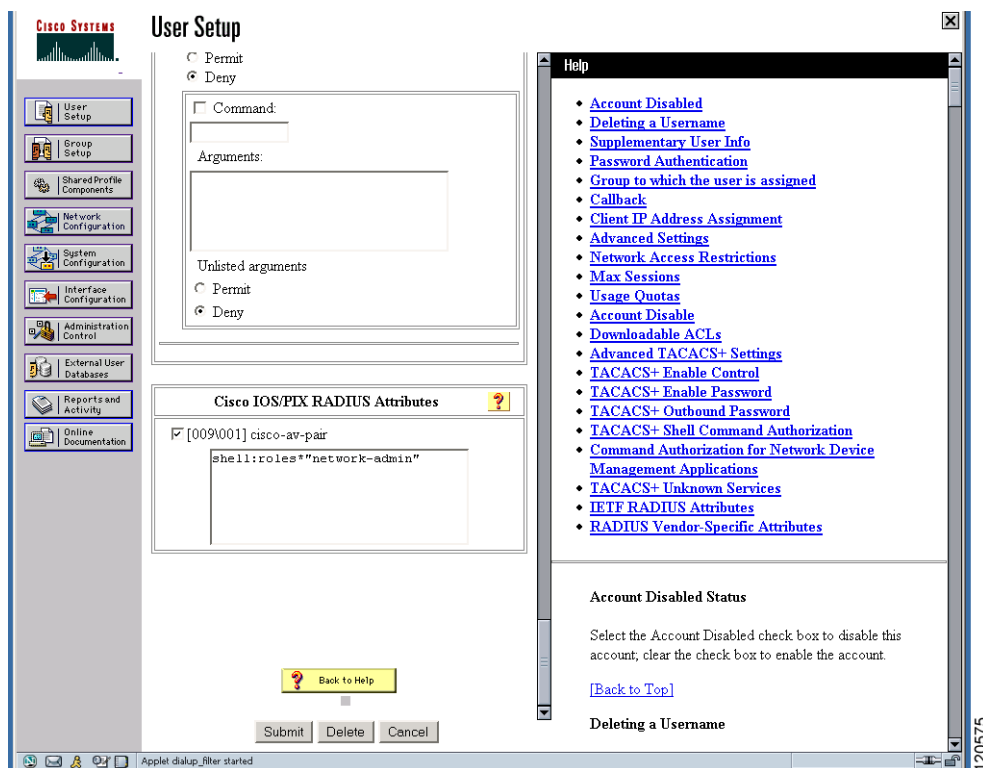 CISCO SYSTEMS
User Setup
User
Setup
Group
Setup
Shared Profile
Components
Network
Configuration
System
Configuration
Interface
Configuration
Administration
Control
External User
Databases
Reports and
Activity
Online
Documentation
Permit
Deny
Command:
Arguments:
Unlisted arguments
Permit
Deny
Cisco IOS/PIX RADIUS Attributes ?
[009\001] cisco-av-pair
shell:roles*"network-admin"
? Back to Help
Submit Delete Cancel
Help
Account Disabled
Deleting a Username
Supplementary User Info
Password Authentication
Group to which the user is assigned
Callback
Client IP Address Assignment
Advanced Settings
Network Access Restrictions
Max Sessions
Usage Quotas
Account Disable
Downloadable ACLs
Advanced TACACS+ Settings
TACACS+ Enable Control
TACACS+ Enable Password
TACACS+ Outbound Password
TACACS+ Shell Command Authorization
Command Authorization for Network Device
Management Applications
TACACS+ Unknown Services
IETF RADIUS Attributes
RADIUS Vendor-Specific Attributes
Account Disabled Status
Select the Account Disabled check box to disable this
account; clear the check box to enable the account.
[Back to Top]
Deleting a Username
Applet dialup_filter started
120575